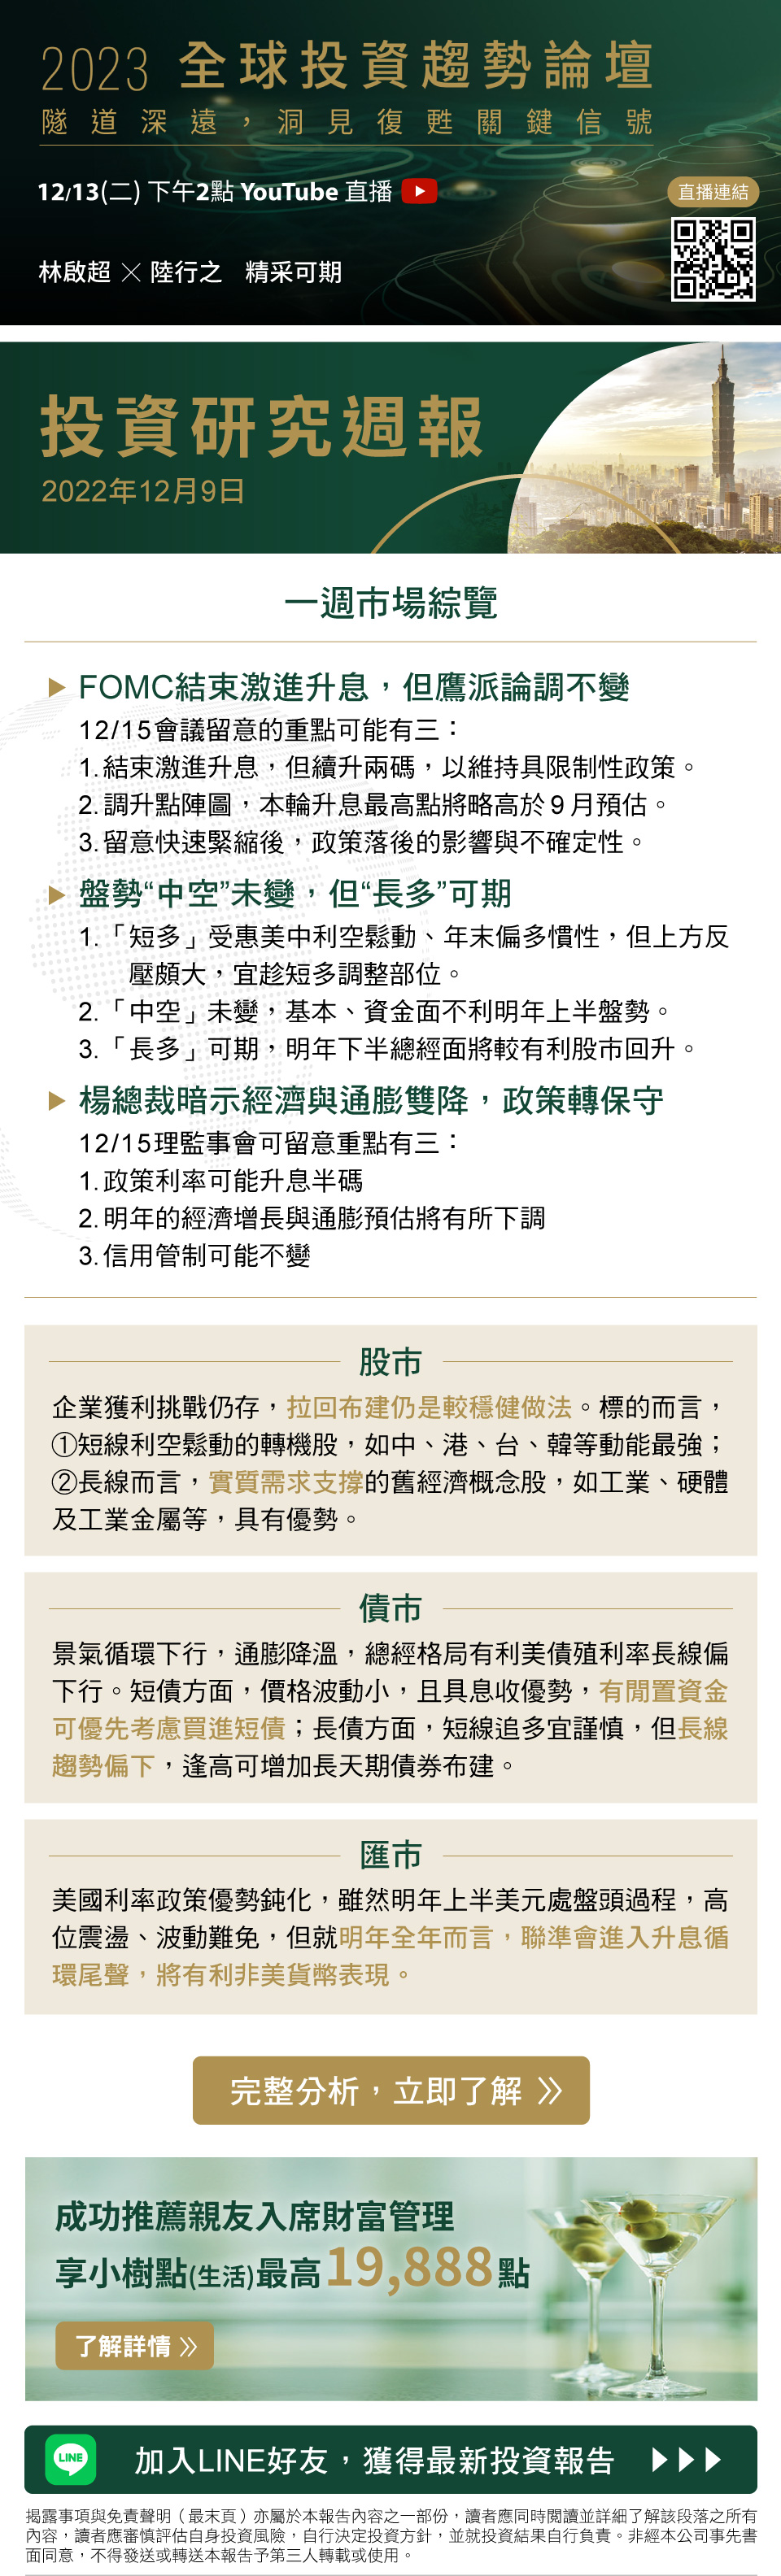 2023 全球投資趨勢論壇
隧道深遠，洞見復甦關鍵信號
12/13(二) 下午2點 YouTube 直播
直播連結
林啟超 × 陸行之 精采可期
投資研究週報
2022年12月9日
一週市場綜覽
FOMC結束激進升息，但鷹派論調不變
12/15會議留意的重點可能有三：
1. 結束激進升息，但續升兩碼，以維持具限制性政策。
2. 調升點陣圖，本輪升息最高點將略高於 9 月預估。
3. 留意快速緊縮後，政策落後的影響與不確定性。
盤勢“中空”未變，但“長多”可期
1.「短多」受惠美中利空鬆動、年末偏多慣性，但上方反
壓頗大，宜趁短多調整部位。
2.「中空」未變，基本、資金面不利明年上半盤勢。
3.「長多」可期，明年下半總經面將較有利股市回升。
楊總裁暗示經濟與通膨雙降，政策轉保守
12/15理監事會可留意重點有三：
1. 政策利率可能升息半碼
2. 明年的經濟增長與通膨預估將有所下調
3. 信用管制可能不變
股市
企業獲利挑戰仍存，拉回布建仍是較穩健做法。標的而言，
①短線利空鬆動的轉機股，如中、港、台、韓等動能最強；
②長線而言，實質需求支撐的舊經濟概念股，如工業、硬體
及工業金屬等，具有優勢。
債市
景氣循環下行，通膨降溫，總經格局有利美債殖利率長線偏
下行。短債方面，價格波動小，且具息收優勢，有閒置資金
可優先考慮買進短債；長債方面，短線追多宜謹慎，但長線
趨勢偏下，逢高可增加長天期債券布建。
匯市
美國利率政策優勢鈍化，雖然明年上半美元處盤頭過程，高
位震盪、波動難免，但就明年全年而言，聯準會進入升息循
環尾聲，將有利非美貨幣表現。
完整分析，立即了解
成功推薦親友入席財富管理
享小樹點(生活)最高19,888點
了解詳情
LINE
加入LINE好友，獲得最新投資報告
揭露事項與免責聲明（最末頁）亦屬於本報告內容之一部份，讀者應同時閱讀並詳細了解該段落之所有
內容，讀者應審慎評估自身投資風險，自行決定投資方針，並就投資結果自行負責。非經本公司事先書
面同意，不得發送或轉送本報告予第三人轉載或使用。